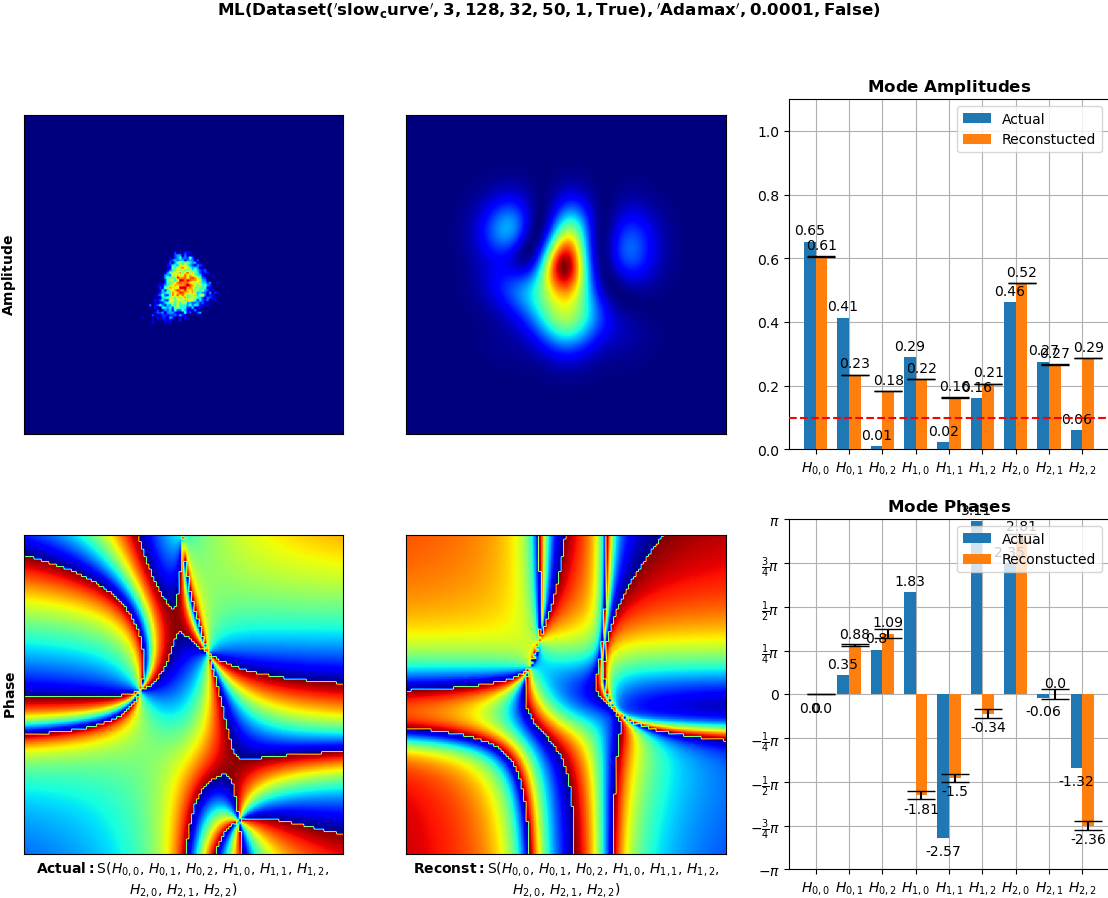 ML(Dataset('slow_curve', 3, 128, 32, 50, 1, True), 'Adamax', 0.0001, False)
Amplitude
Mode Amplitudes
Actual
Reconstucted
1.0
0.8
0.6
0.4
0.2
0.0
0.65
0.61
0.41
0.23
0.01
0.18
0.29
0.22
0.02
0.16
0.16
0.21
0.46
0.52
0.27
0.27
0.06
0.29
H0,0 H0,1 H0,2 H1,0 H1,1 H1,2 H2,0 H2,1 H2,2
Phase
Actual: S(H0,0, H0,1, H0,2, H1,0, H1,1, H1,2,
H2,0, H2,1, H2,2)
Reconst: S(H0,0, H0,1, H0,2, H1,0, H1,1, H1,2,
H2,0, H2,1, H2,2)
Mode Phases
Actual
Reconstucted
π
3/4π
1/2π
1/4π
0
−1/4π
−1/2π
−3/4π
−π
0.0
0.0
0.35
0.88
0.8
1.09
1.83
-1.81
-2.57
-1.5
3.11
-0.34
2.81
-0.06
0.0
-1.32
-2.36
H0,0 H0,1 H0,2 H1,0 H1,1 H1,2 H2,0 H2,1 H2,2